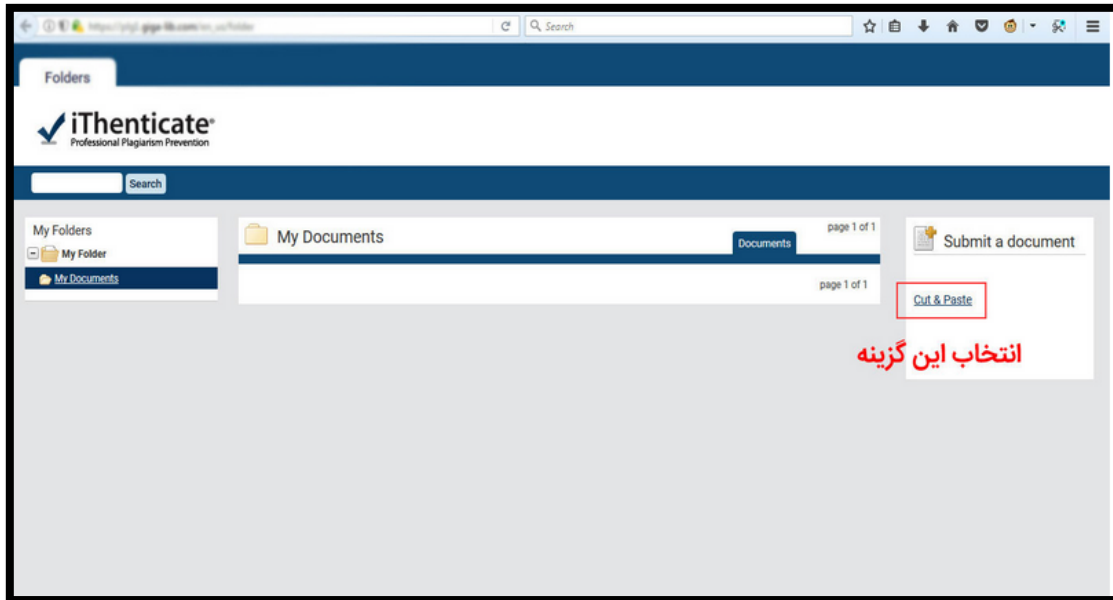 Search
Folders
iThenticate®
Professional Plagiarism Prevention
Search
My Folders
My Folder
My Documents
My Documents
page 1 of 1
Documents
page 1 of 1
Submit a document
Cut & Paste
انتخاب این گزینه